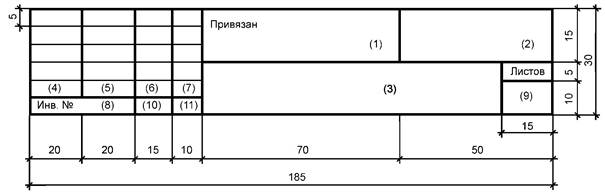 5
Привязан
(1) (2)
15
30
(3)
Листов
5
(4) (5) (6) (7)
(9)
10
Инв. № (8) (10) (11)
15
20 20 15 10 70 50
185